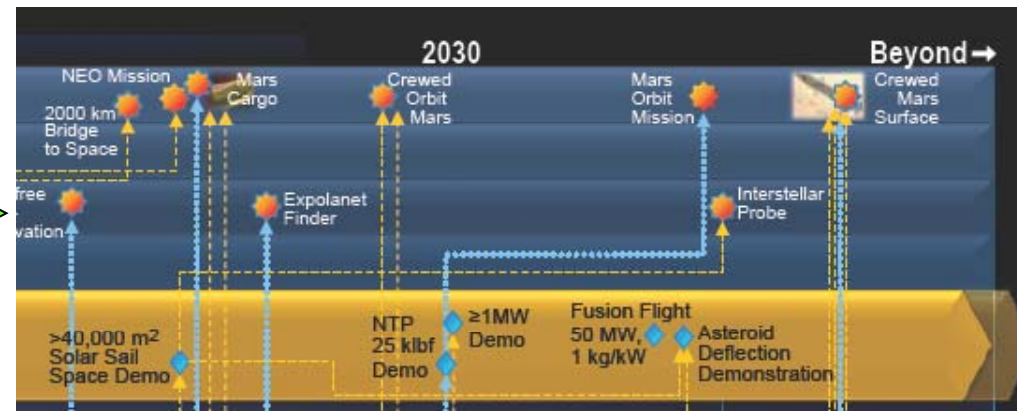 2030
Beyond→
NEO Mission
Mars
Cargo
Crewed
Orbit
Mars
Mars
Orbit
Mission
Crewed
Mars
Surface
2000 km
Bridge
to Space
free
vation
Expolanet
Finder
Interstellar
Probe
>40,000 m²
Solar Sail
Space Demo
NTP
25 klbf
Demo
≥1MW
Demo
Fusion Flight
50 MW,
1 kg/kW
Asteroid
Deflection
Demonstration